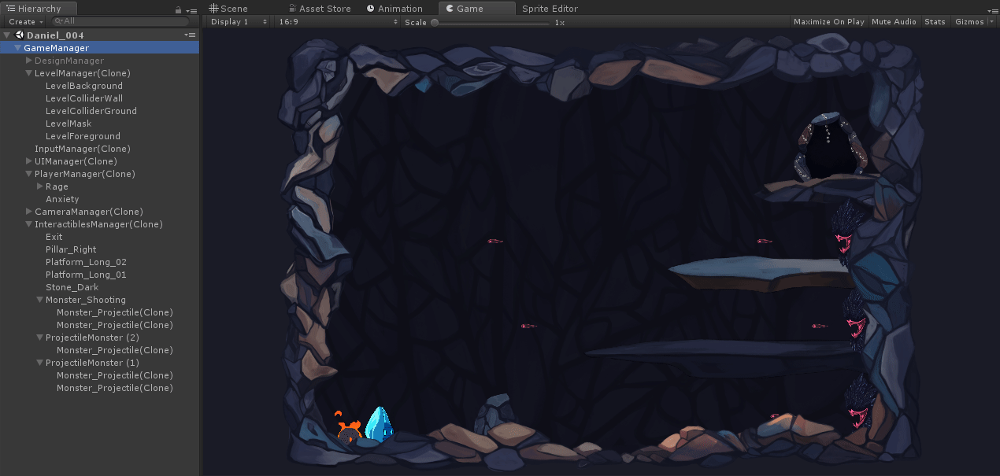 Hierarchy
Create
All
Daniel_004
GameManager
DesignManager
LevelManager(Clone)
LevelBackground
LevelColliderWall
LevelColliderGround
LevelMask
LevelForeground
InputManager(Clone)
UIManager(Clone)
PlayerManager(Clone)
Rage
Anxiety
CameraManager(Clone)
InteractiblesManager(Clone)
Exit
Pillar_Right
Platform_Long_02
Platform_Long_01
Stone_Dark
Monster_Shooting
Monster_Projectile(Clone)
Monster_Projectile(Clone)
ProjectileMonster (2)
Monster_Projectile(Clone)
ProjectileMonster (1)
Monster_Projectile(Clone)
Monster_Projectile(Clone)
Scene Asset Store Animation Game Sprite Editor
Display 1 16:9 Scale 1x Maximize On Play Mute Audio Stats Gizmos